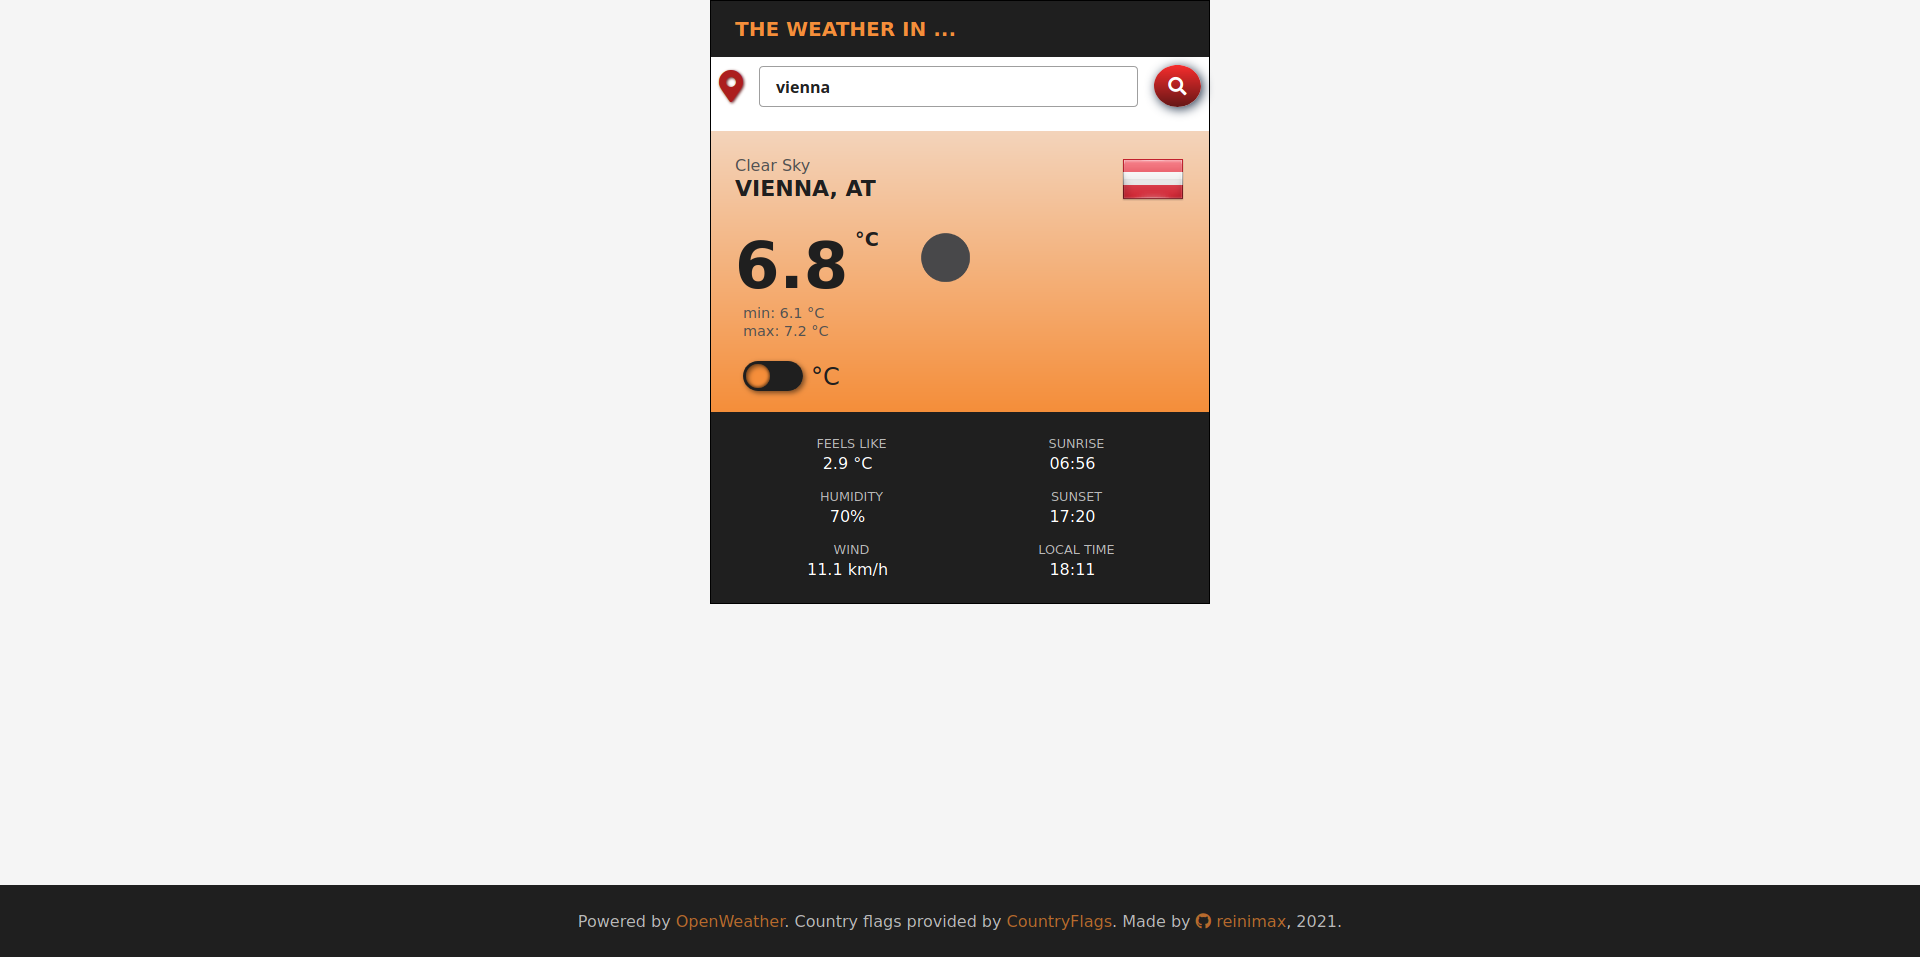 THE WEATHER IN ...
vienna
Clear Sky
VIENNA, AT
6.8 °C
min: 6.1 °C
max: 7.2 °C
°C
FEELS LIKE
2.9 °C
SUNRISE
06:56
HUMIDITY
70%
SUNSET
17:20
WIND
11.1 km/h
LOCAL TIME
18:11
Powered by OpenWeather. Country flags provided by CountryFlags. Made by reinimax, 2021.